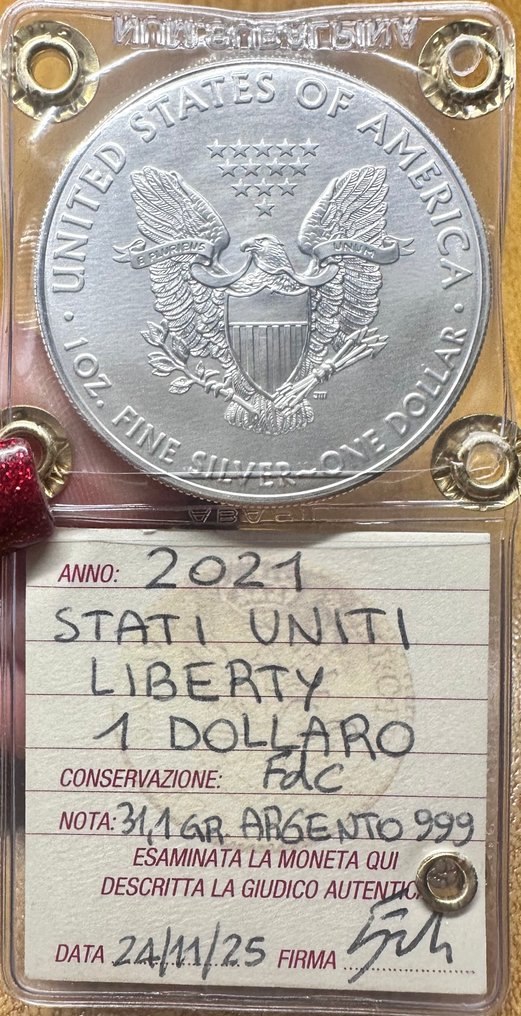 UNITED STATES OF AMERICA
E PLURIBUS UNUM
1 OZ. FINE SILVER~ONE DOLLAR
ANNO: 2021
STATI UNITI
LIBERTY
1 DOLLARO
CONSERVAZIONE: FdC
NOTA: 31,1 GR. ARGENTO 999
ESAMINATA LA MONETA QUI
DESCRITTA LA GIUDICO AUTENTICA
DATA 24/11/25 FIRMA